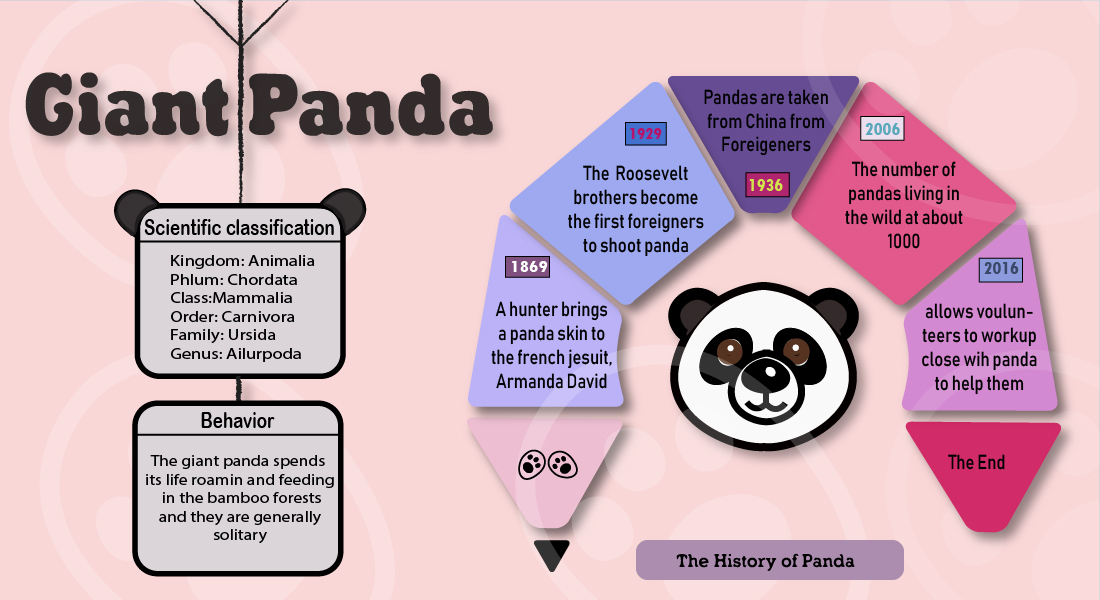 Giant Panda
Scientific classification
Kingdom: Animalia
Phlum: Chordata
Class:Mammalia
Order: Carnivora
Family: Ursida
Genus: Ailurpoda
Behavior
The giant panda spends
its life roamin and feeding
in the bamboo forests
and they are generally
solitary
1869
A hunter brings
a panda skin to
the french jesuit,
Armanda David
1929
The Roosevelt
brothers become
the first foreigners
to shoot panda
Pandas are taken
from China from
Foreigeners
1936
2006
The number of
pandas living in
the wild at about
1000
2016
allows voulun-
teers to workup
close wih panda
to help them
The End
The History of Panda